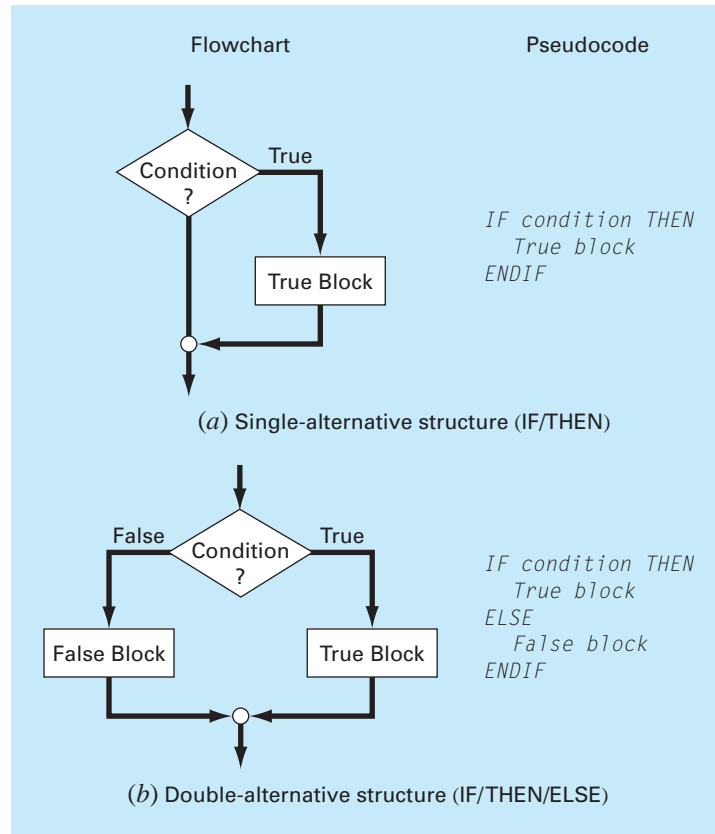 Flowchart
Pseudocode
Condition
?
True
True Block
IF condition THEN
True block
ENDIF
(a) Single-alternative structure (IF/THEN)
False
Condition
?
True
False Block
True Block
IF condition THEN
True block
ELSE
False block
ENDIF
(b) Double-alternative structure (IF/THEN/ELSE)